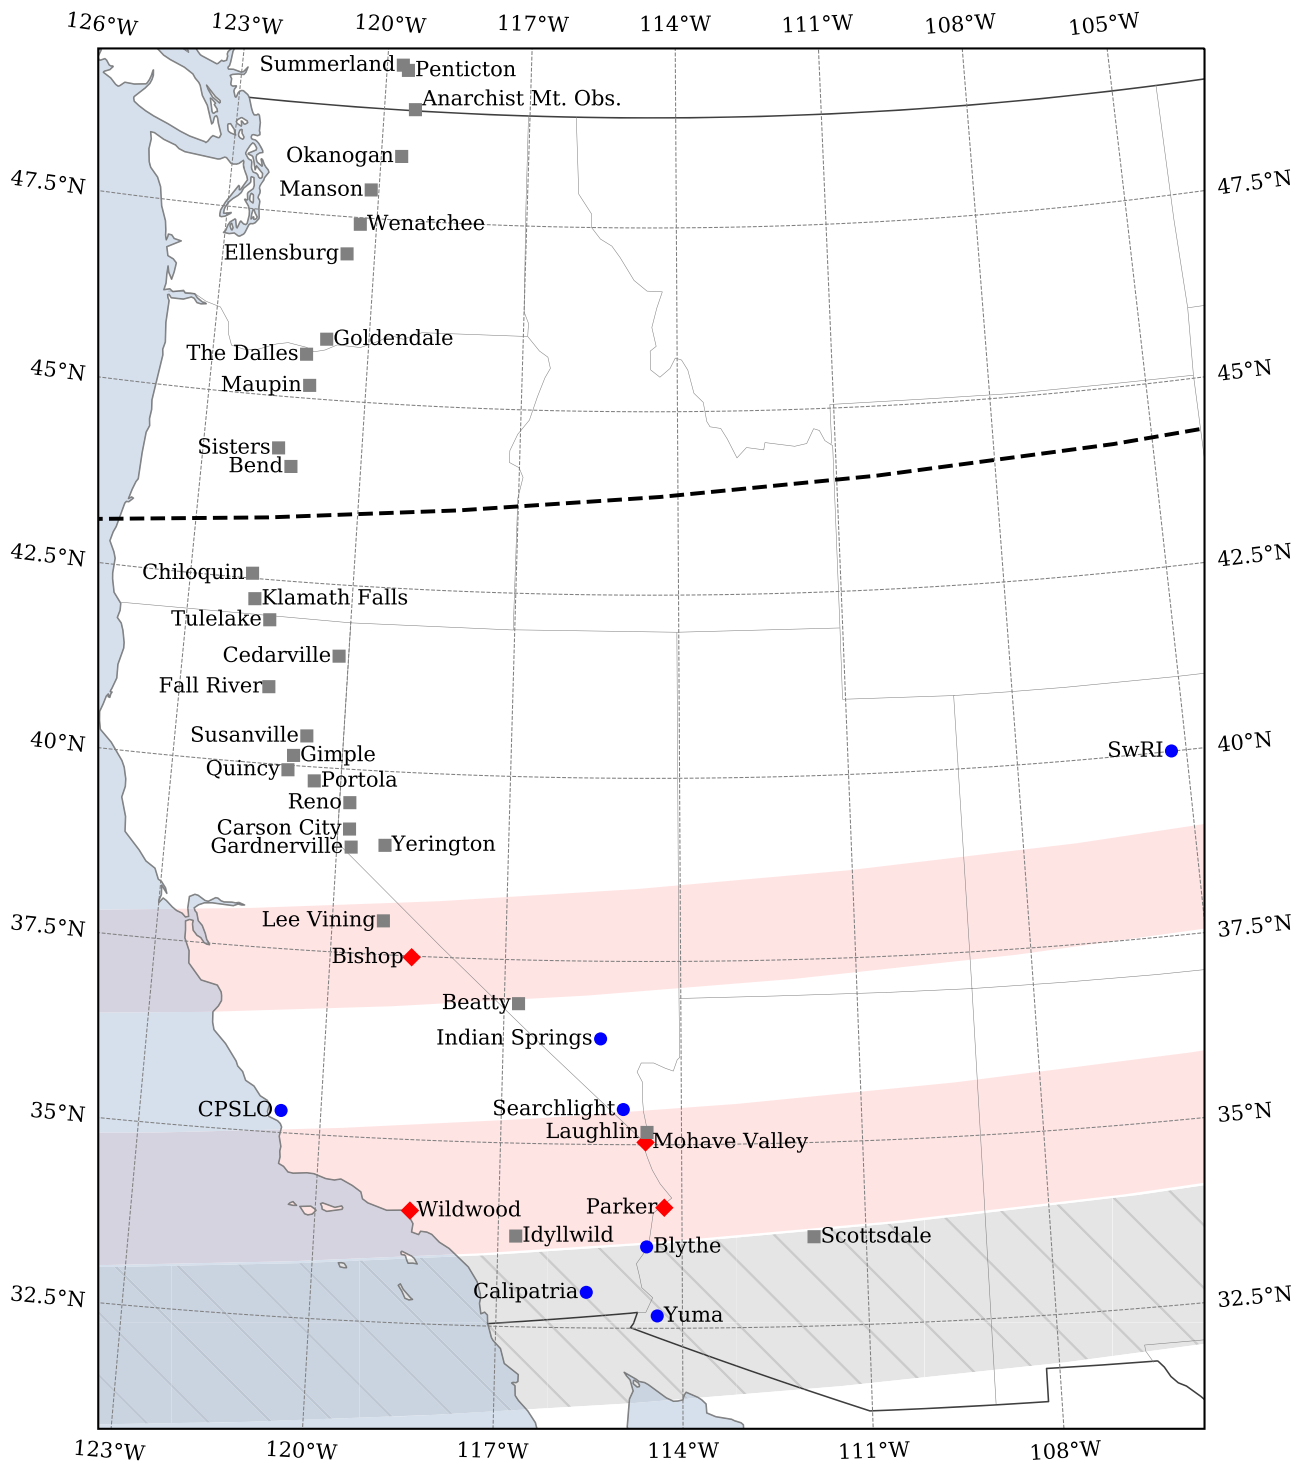 126°W 123°W 120°W 117°W 114°W 111°W 108°W 105°W
Summerland
Penticton
Anarchist Mt. Obs.
Okanogan
47.5°N 47.5°N
Manson
Wenatchee
Ellensburg
Goldendale
The Dalles
45°N 45°N
Maupin
Sisters
Bend
42.5°N 42.5°N
Chiloquin
Klamath Falls
Tulelake
Cedarville
Fall River
Susanville
40°N 40°N
SwRI
Gimple
Quincy
Portola
Reno
Carson City
Yerington
Gardnerville
Lee Vining
37.5°N 37.5°N
Bishop
Beatty
Indian Springs
CPSLO
Searchlight
35°N 35°N
Laughlin
Mohave Valley
Wildwood
Parker
Idyllwild
Scottsdale
Blythe
Calipatria
32.5°N 32.5°N
Yuma
123°W 120°W 117°W 114°W 111°W 108°W